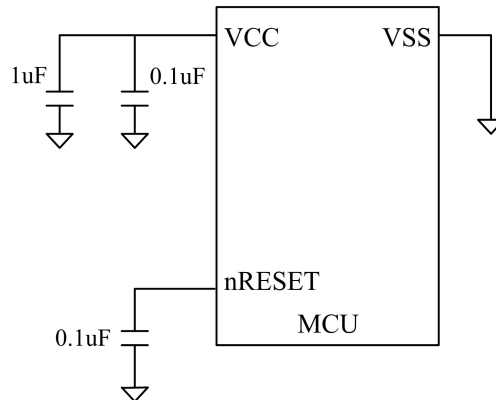 VCC
VSS
1uF
0.1uF
nRESET
MCU
0.1uF